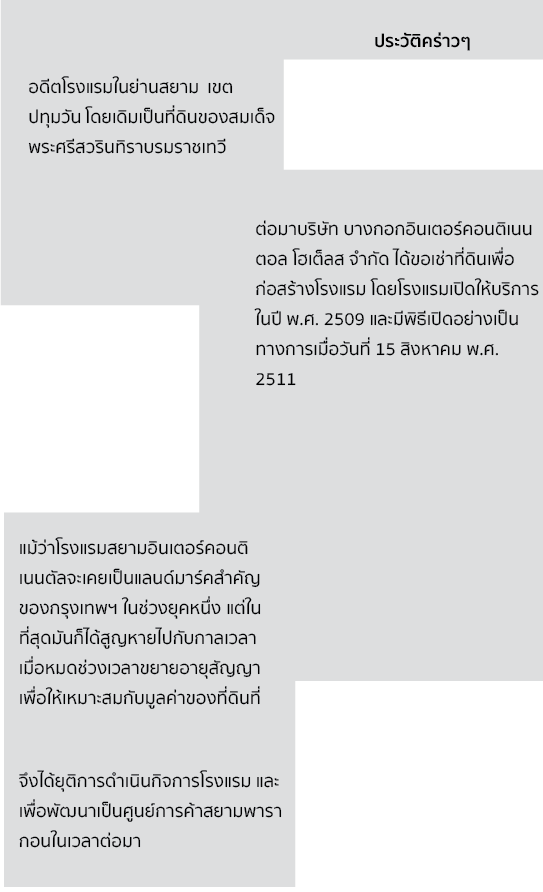 ประวัติคร่าวๆ
อดีตโรงแรมในย่านสยาม เขต
ปทุมวัน โดยเดิมเป็นที่ดินของสมเด็จ
พระศรีสวรินทิราบรมราชเทวี
ต่อมาบริษัท บางกอกอินเตอร์คอนติเนน
ตอล โฮเต็ลส จำกัด ได้ขอเช่าที่ดินเพื่อ
ก่อสร้างโรงแรม โดยโรงแรมเปิดให้บริการ
ในปี พ.ศ. 2509 และมีพิธีเปิดอย่างเป็น
ทางการเมื่อวันที่ 15 สิงหาคม พ.ศ.
2511
แม้ว่าโรงแรมสยามอินเตอร์คอนติ
เนนตัลจะเคยเป็นแลนด์มาร์คสำคัญ
ของกรุงเทพฯ ในช่วงยุคหนึ่ง แต่ใน
ที่สุดมันก็ได้สูญหายไปกับกาลเวลา
เมื่อหมดช่วงเวลาขยายอายุสัญญา
เพื่อให้เหมาะสมกับมูลค่าของที่ดินที่
จึงได้ยุติการดำเนินกิจการโรงแรม และ
เพื่อพัฒนาเป็นศูนย์การค้าสยามพารา
กอนในเวลาต่อมา